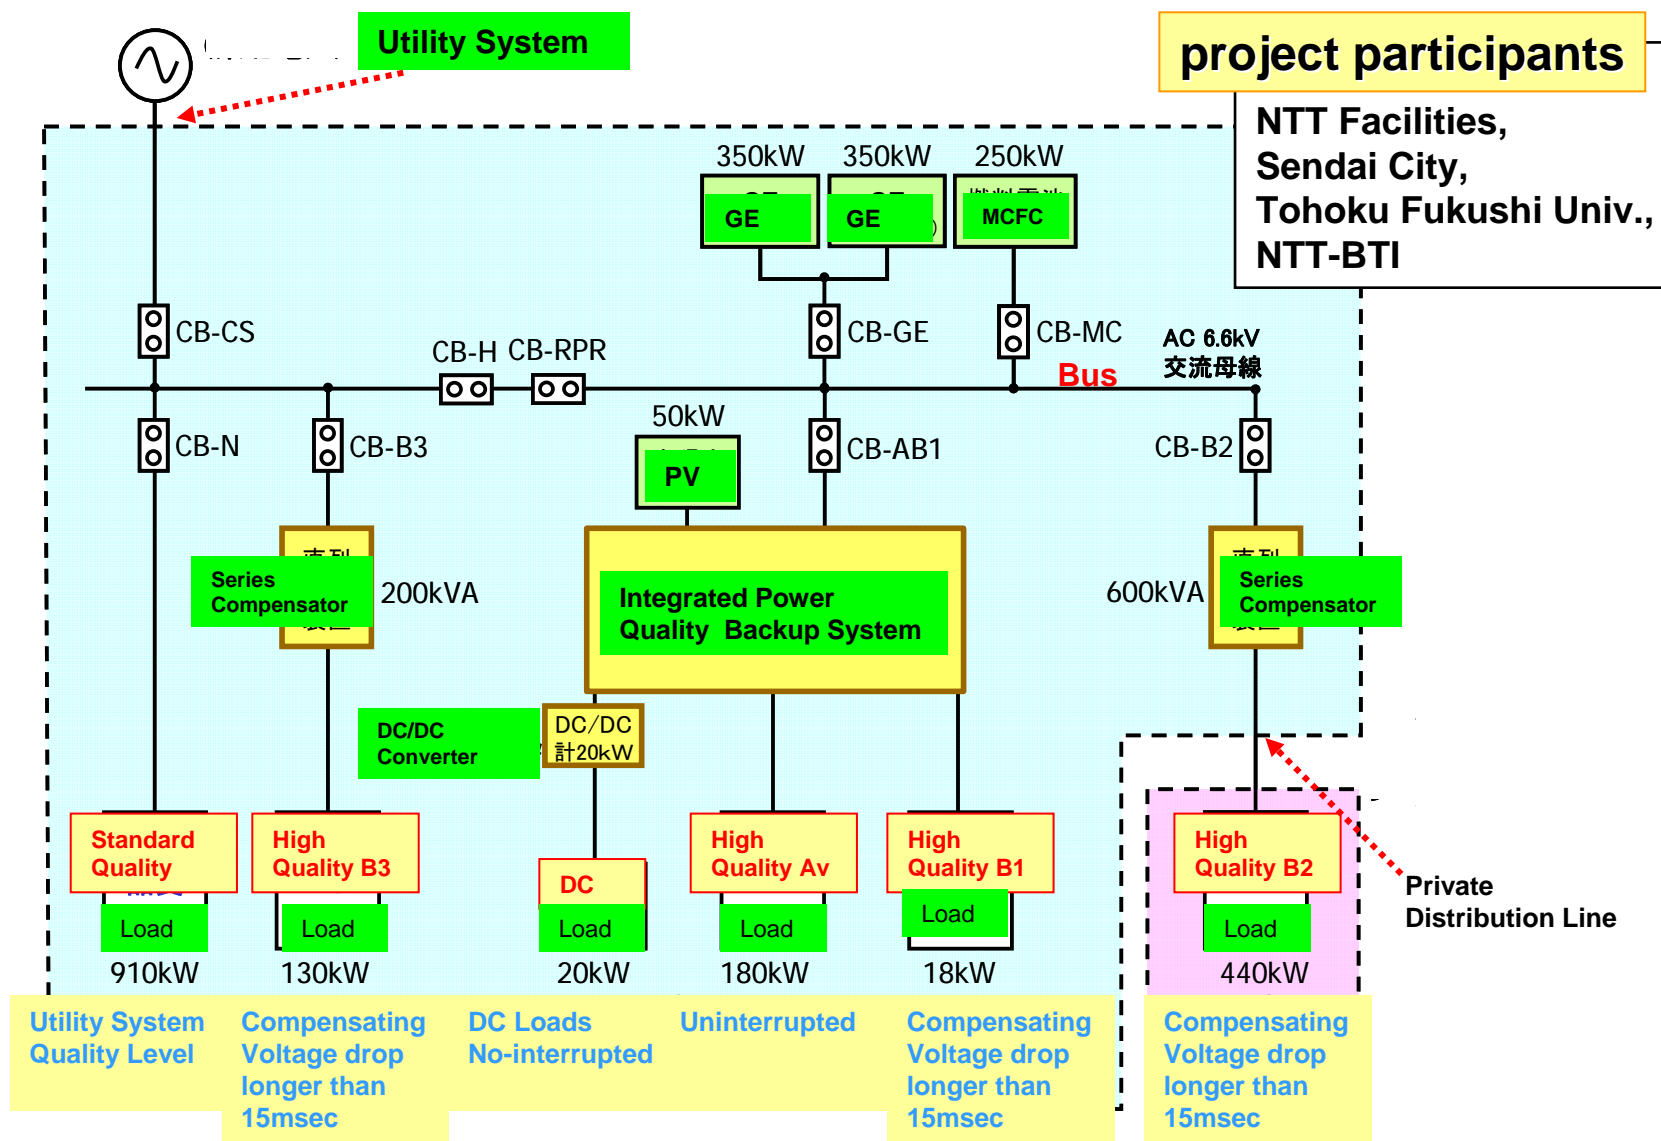 Utility System
project participants
NTT Facilities,
Sendai City,
Tohoku Fukushi Univ.,
NTT-BTI
350kW
350kW
250kW
GE
GE
MCFC
CB-CS
CB-H
CB-RPR
CB-GE
CB-MC
AC 6.6kV
交流母線
Bus
50kW
CB-N
CB-B3
PV
CB-AB1
CB-B2
Series
Compensator
200kVA
Integrated Power
Quality Backup System
600kVA
Series
Compensator
DC/DC
Converter
DC/DC
計20kW
Standard
Quality
High
Quality B3
DC
High
Quality Av
High
Quality B1
High
Quality B2
Private
Distribution Line
Load
Load
Load
Load
Load
Load
910kW
130kW
20kW
180kW
18kW
440kW
Utility System
Quality Level
Compensating
Voltage drop
longer than
15msec
DC Loads
No-interrupted
Uninterrupted
Compensating
Voltage drop
longer than
15msec
Compensating
Voltage drop
longer than
15msec